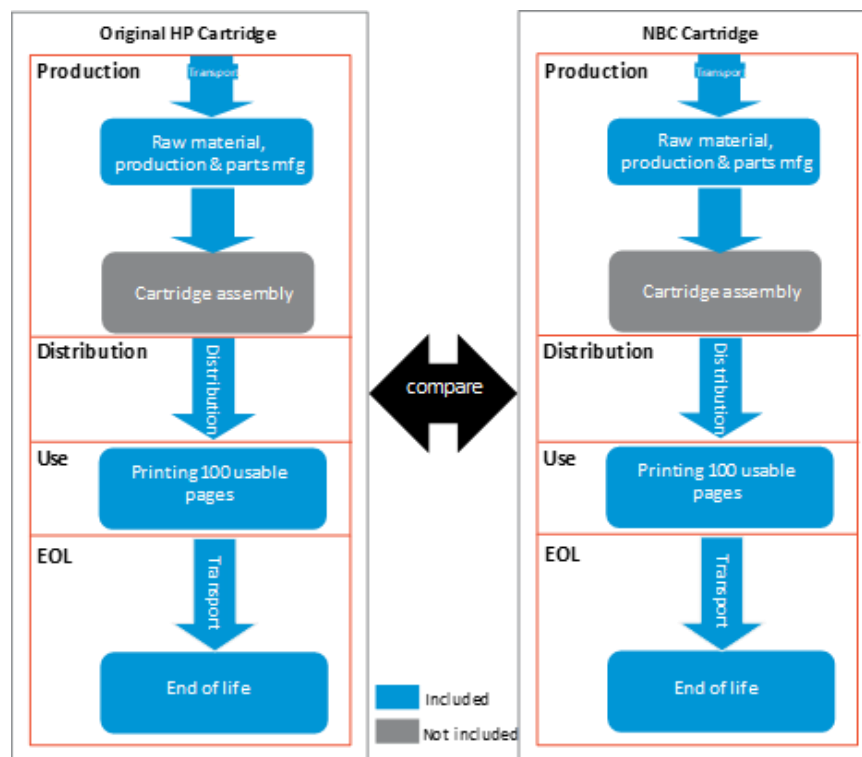 Original HP Cartridge
Production
Transport
Raw material,
production & parts mfg
Cartridge assembly
Distribution
Distribution
Use
Printing 100 usable
pages
EOL
Transport
End of life
compare
Included
Not included
NBC Cartridge
Production
Transport
Raw material,
production & parts mfg
Cartridge assembly
Distribution
Distribution
Use
Printing 100 usable
pages
EOL
Transport
End of life